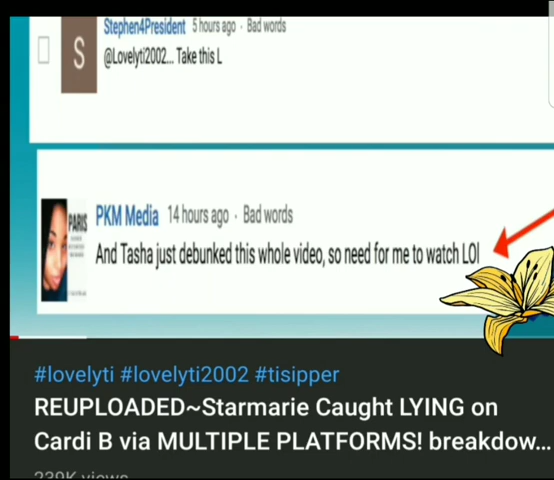 Stephen4President 5 hours ago · Bad words
S
@Lovelyti2002... Take this L
PARIS
PKM Media 14 hours ago · Bad words
And Tasha just debunked this whole video, so need for me to watch LOl
#lovelyti #lovelyti2002 #tisipper
REUPLOADED~Starmarie Caught LYING on
Cardi B via MULTIPLE PLATFORMS! breakdow...
239K views